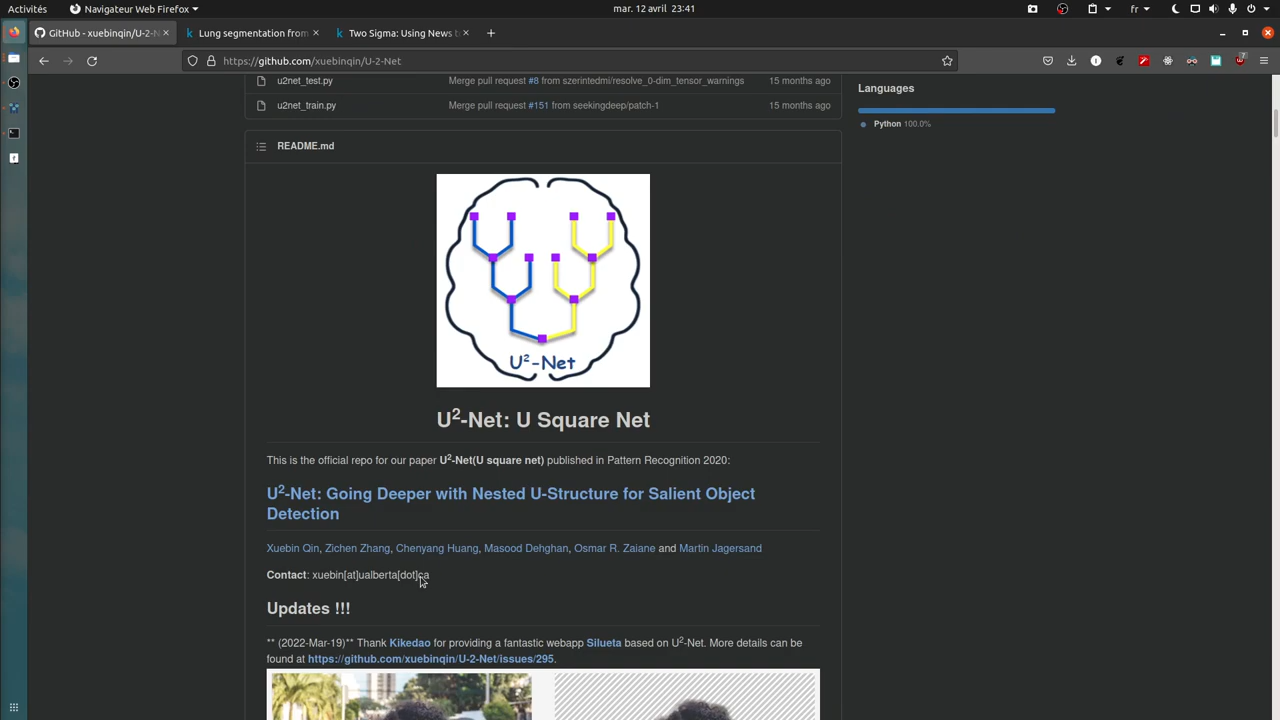 Activités
Navigateur Web Firefox
mar. 12 avril 23:41
fr
GitHub - xuebinqin/U-2-N
Lung segmentation from
Two Sigma: Using News to
https://github.com/xuebinqin/U-2-Net
7
u2net_test.py
Merge pull request #8 from szerintedmi/resolve_0-dim_tensor_warnings
15 months ago
u2net_train.py
Merge pull request #151 from seekingdeep/patch-1
15 months ago
Languages
Python 100.0%
README.md
U²-Net
U²-Net: U Square Net
This is the official repo for our paper U²-Net(U square net) published in Pattern Recognition 2020:
U²-Net: Going Deeper with Nested U-Structure for Salient Object
Detection
Xuebin Qin, Zichen Zhang, Chenyang Huang, Masood Dehghan, Osmar R. Zaiane and Martin Jagersand
Contact: xuebin[at]ualberta[dot]ca
Updates !!!
** (2022-Mar-19)** Thank Kikedao for providing a fantastic webapp Silueta based on U²-Net. More details can be
found at https://github.com/xuebinqin/U-2-Net/issues/295.